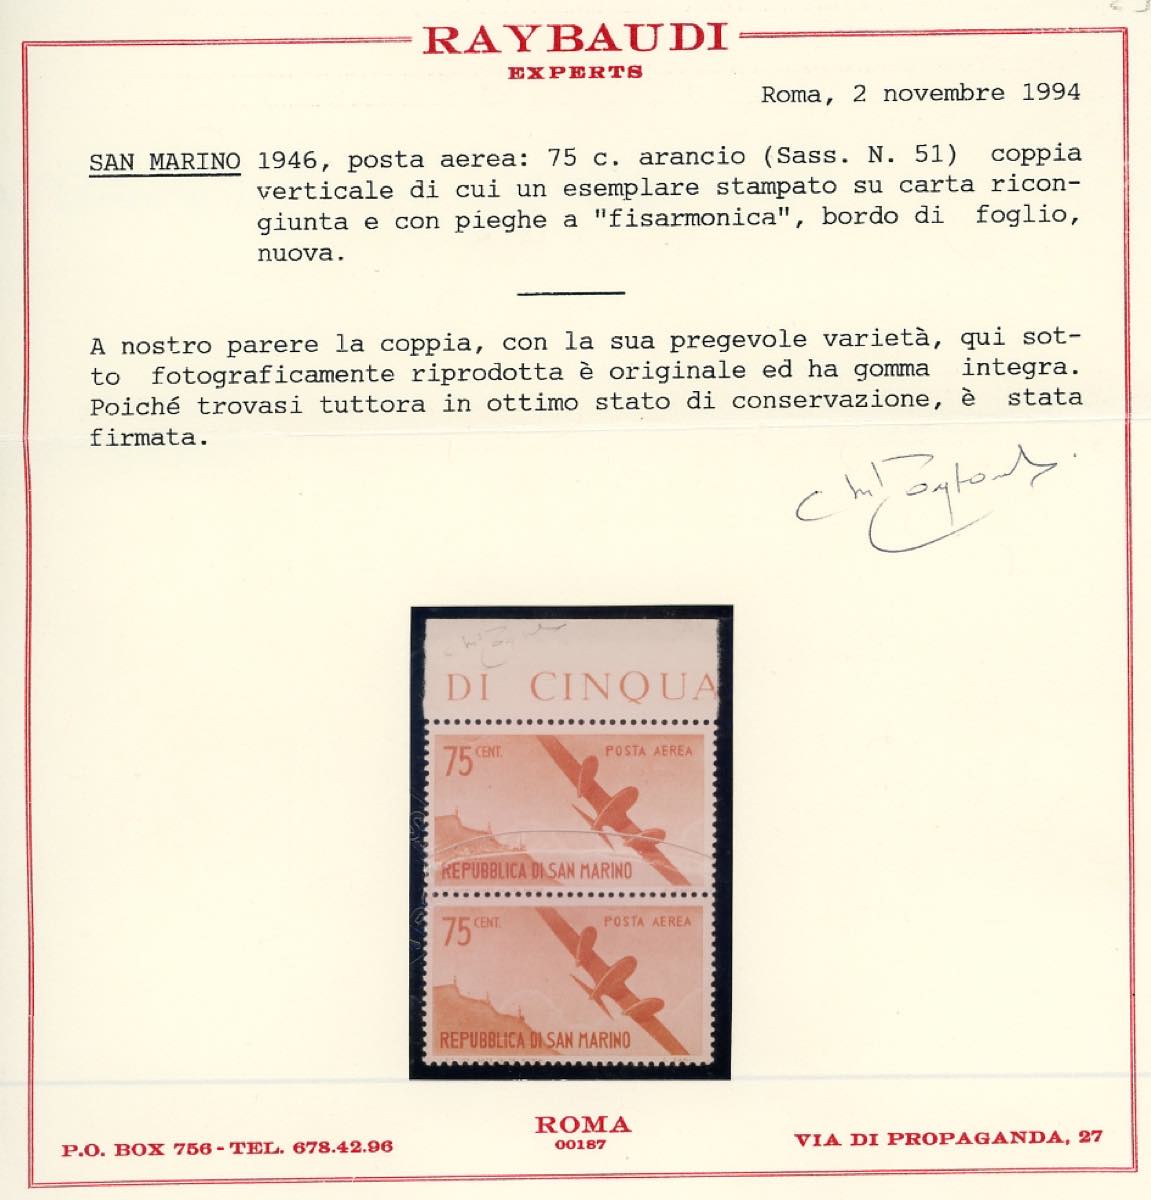 RAYBAUDI
EXPERTS
Roma, 2 novembre 1994
SAN MARINO 1946, posta aerea: 75 c. arancio (Sass. N. 51) coppia
verticale di cui un esemplare stampato su carta ricon-
giunta e con pieghe a "fisarmonica", bordo di foglio,
nuova.
A nostro parere la coppia, con la sua pregevole varietà, qui sot-
to fotograficamente riprodotta è originale ed ha gomma integra.
Poiché trovasi tuttora in ottimo stato di conservazione, è stata
firmata.
DI CINQUA
75 CENT. POSTA AEREA
REPUBBLICA DI SAN MARINO
75 CENT. POSTA AEREA
REPUBBLICA DI SAN MARINO
P.O. BOX 756 - TEL. 678.42.96
ROMA
00187
VIA DI PROPAGANDA, 27